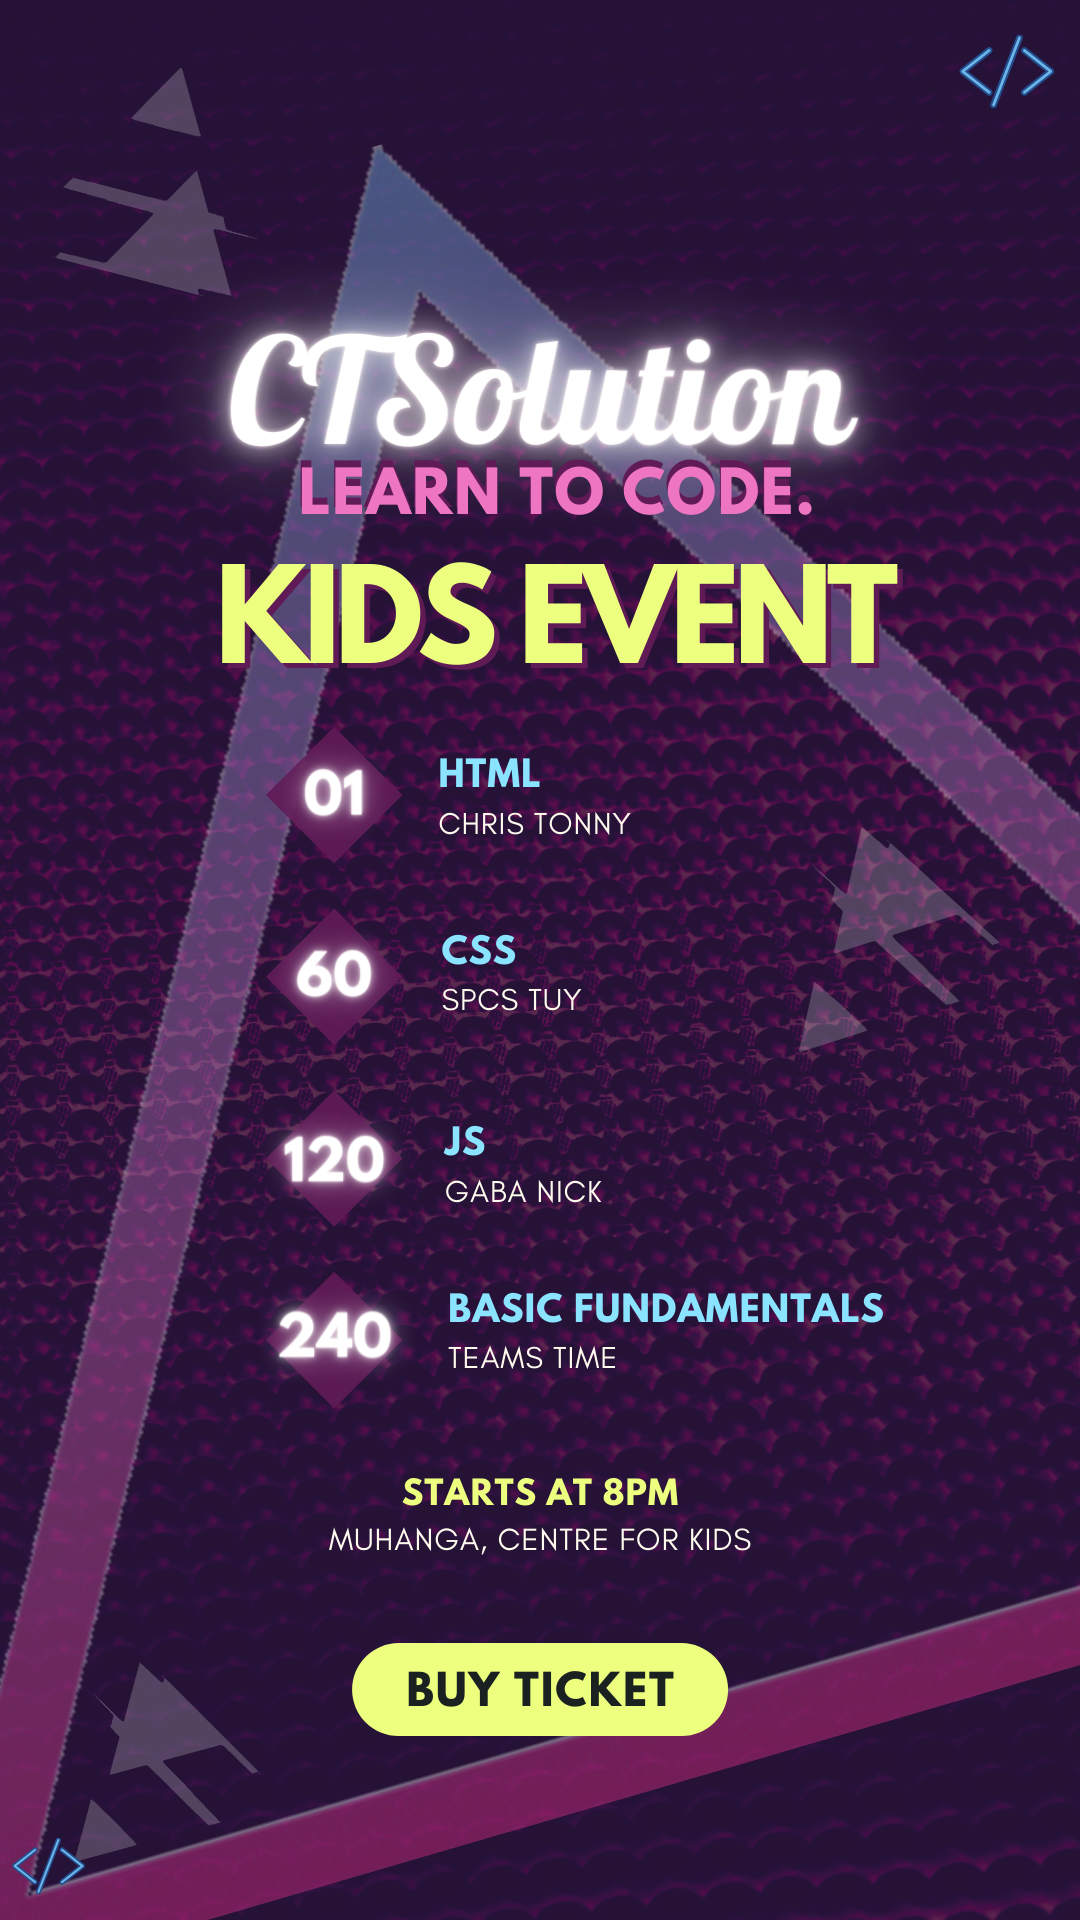 </>
CTSolution
LEARN TO CODE.
KIDS EVENT
01
HTML
CHRIS TONNY
60
CSS
SPCS TUY
120
JS
GABA NICK
240
BASIC FUNDAMENTALS
TEAMS TIME
STARTS AT 8PM
MUHANGA, CENTRE FOR KIDS
BUY TICKET
</>